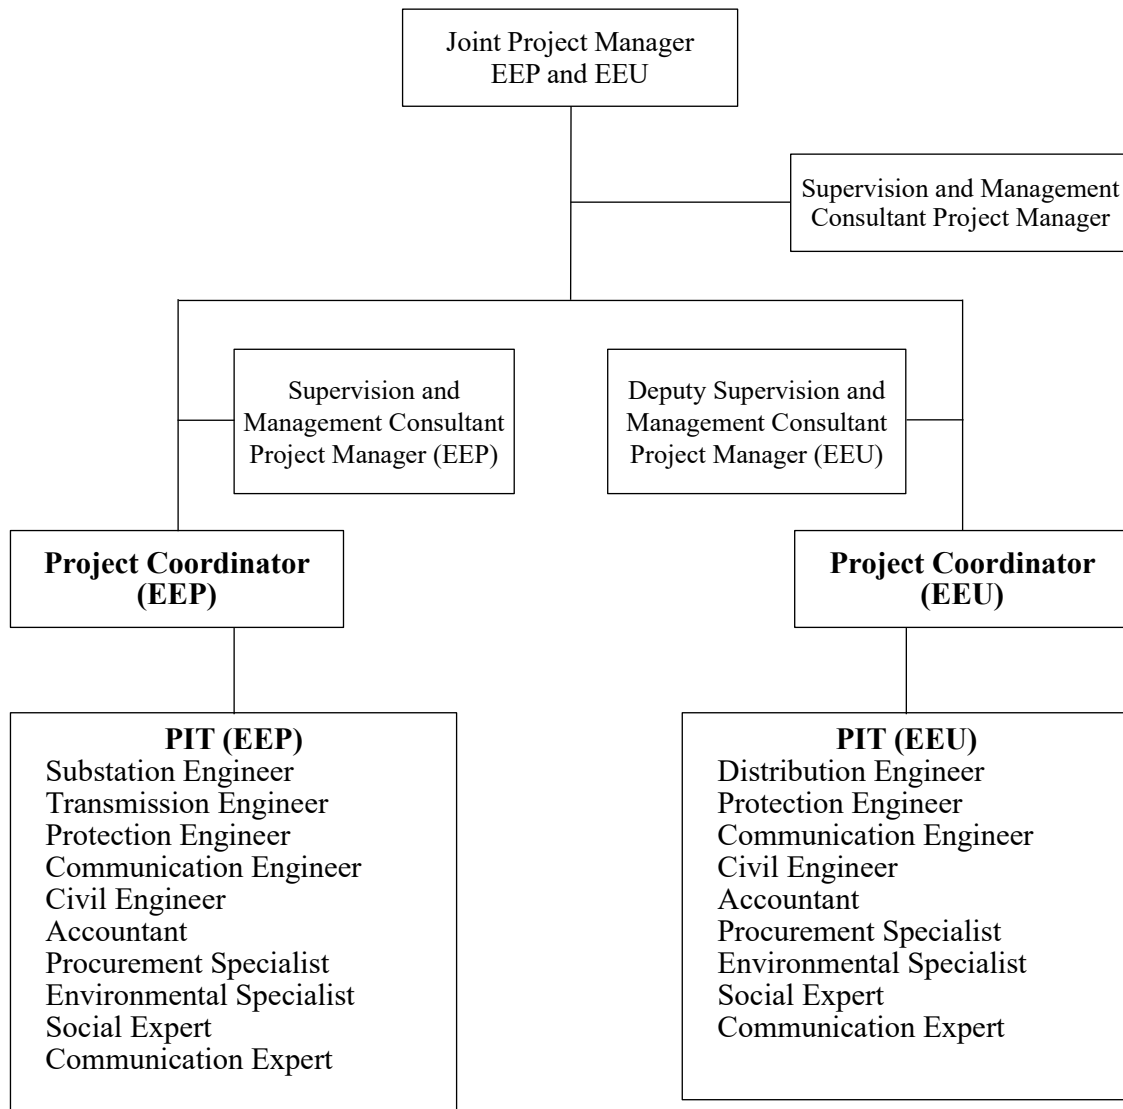 Joint Project Manager
EEP and EEU
Supervision and Management
Consultant Project Manager
Supervision and
Management Consultant
Project Manager (EEP)
Deputy Supervision and
Management Consultant
Project Manager (EEU)
Project Coordinator
(EEP)
Project Coordinator
(EEU)
PIT (EEP)
Substation Engineer
Transmission Engineer
Protection Engineer
Communication Engineer
Civil Engineer
Accountant
Procurement Specialist
Environmental Specialist
Social Expert
Communication Expert
PIT (EEU)
Distribution Engineer
Protection Engineer
Communication Engineer
Civil Engineer
Accountant
Procurement Specialist
Environmental Specialist
Social Expert
Communication Expert